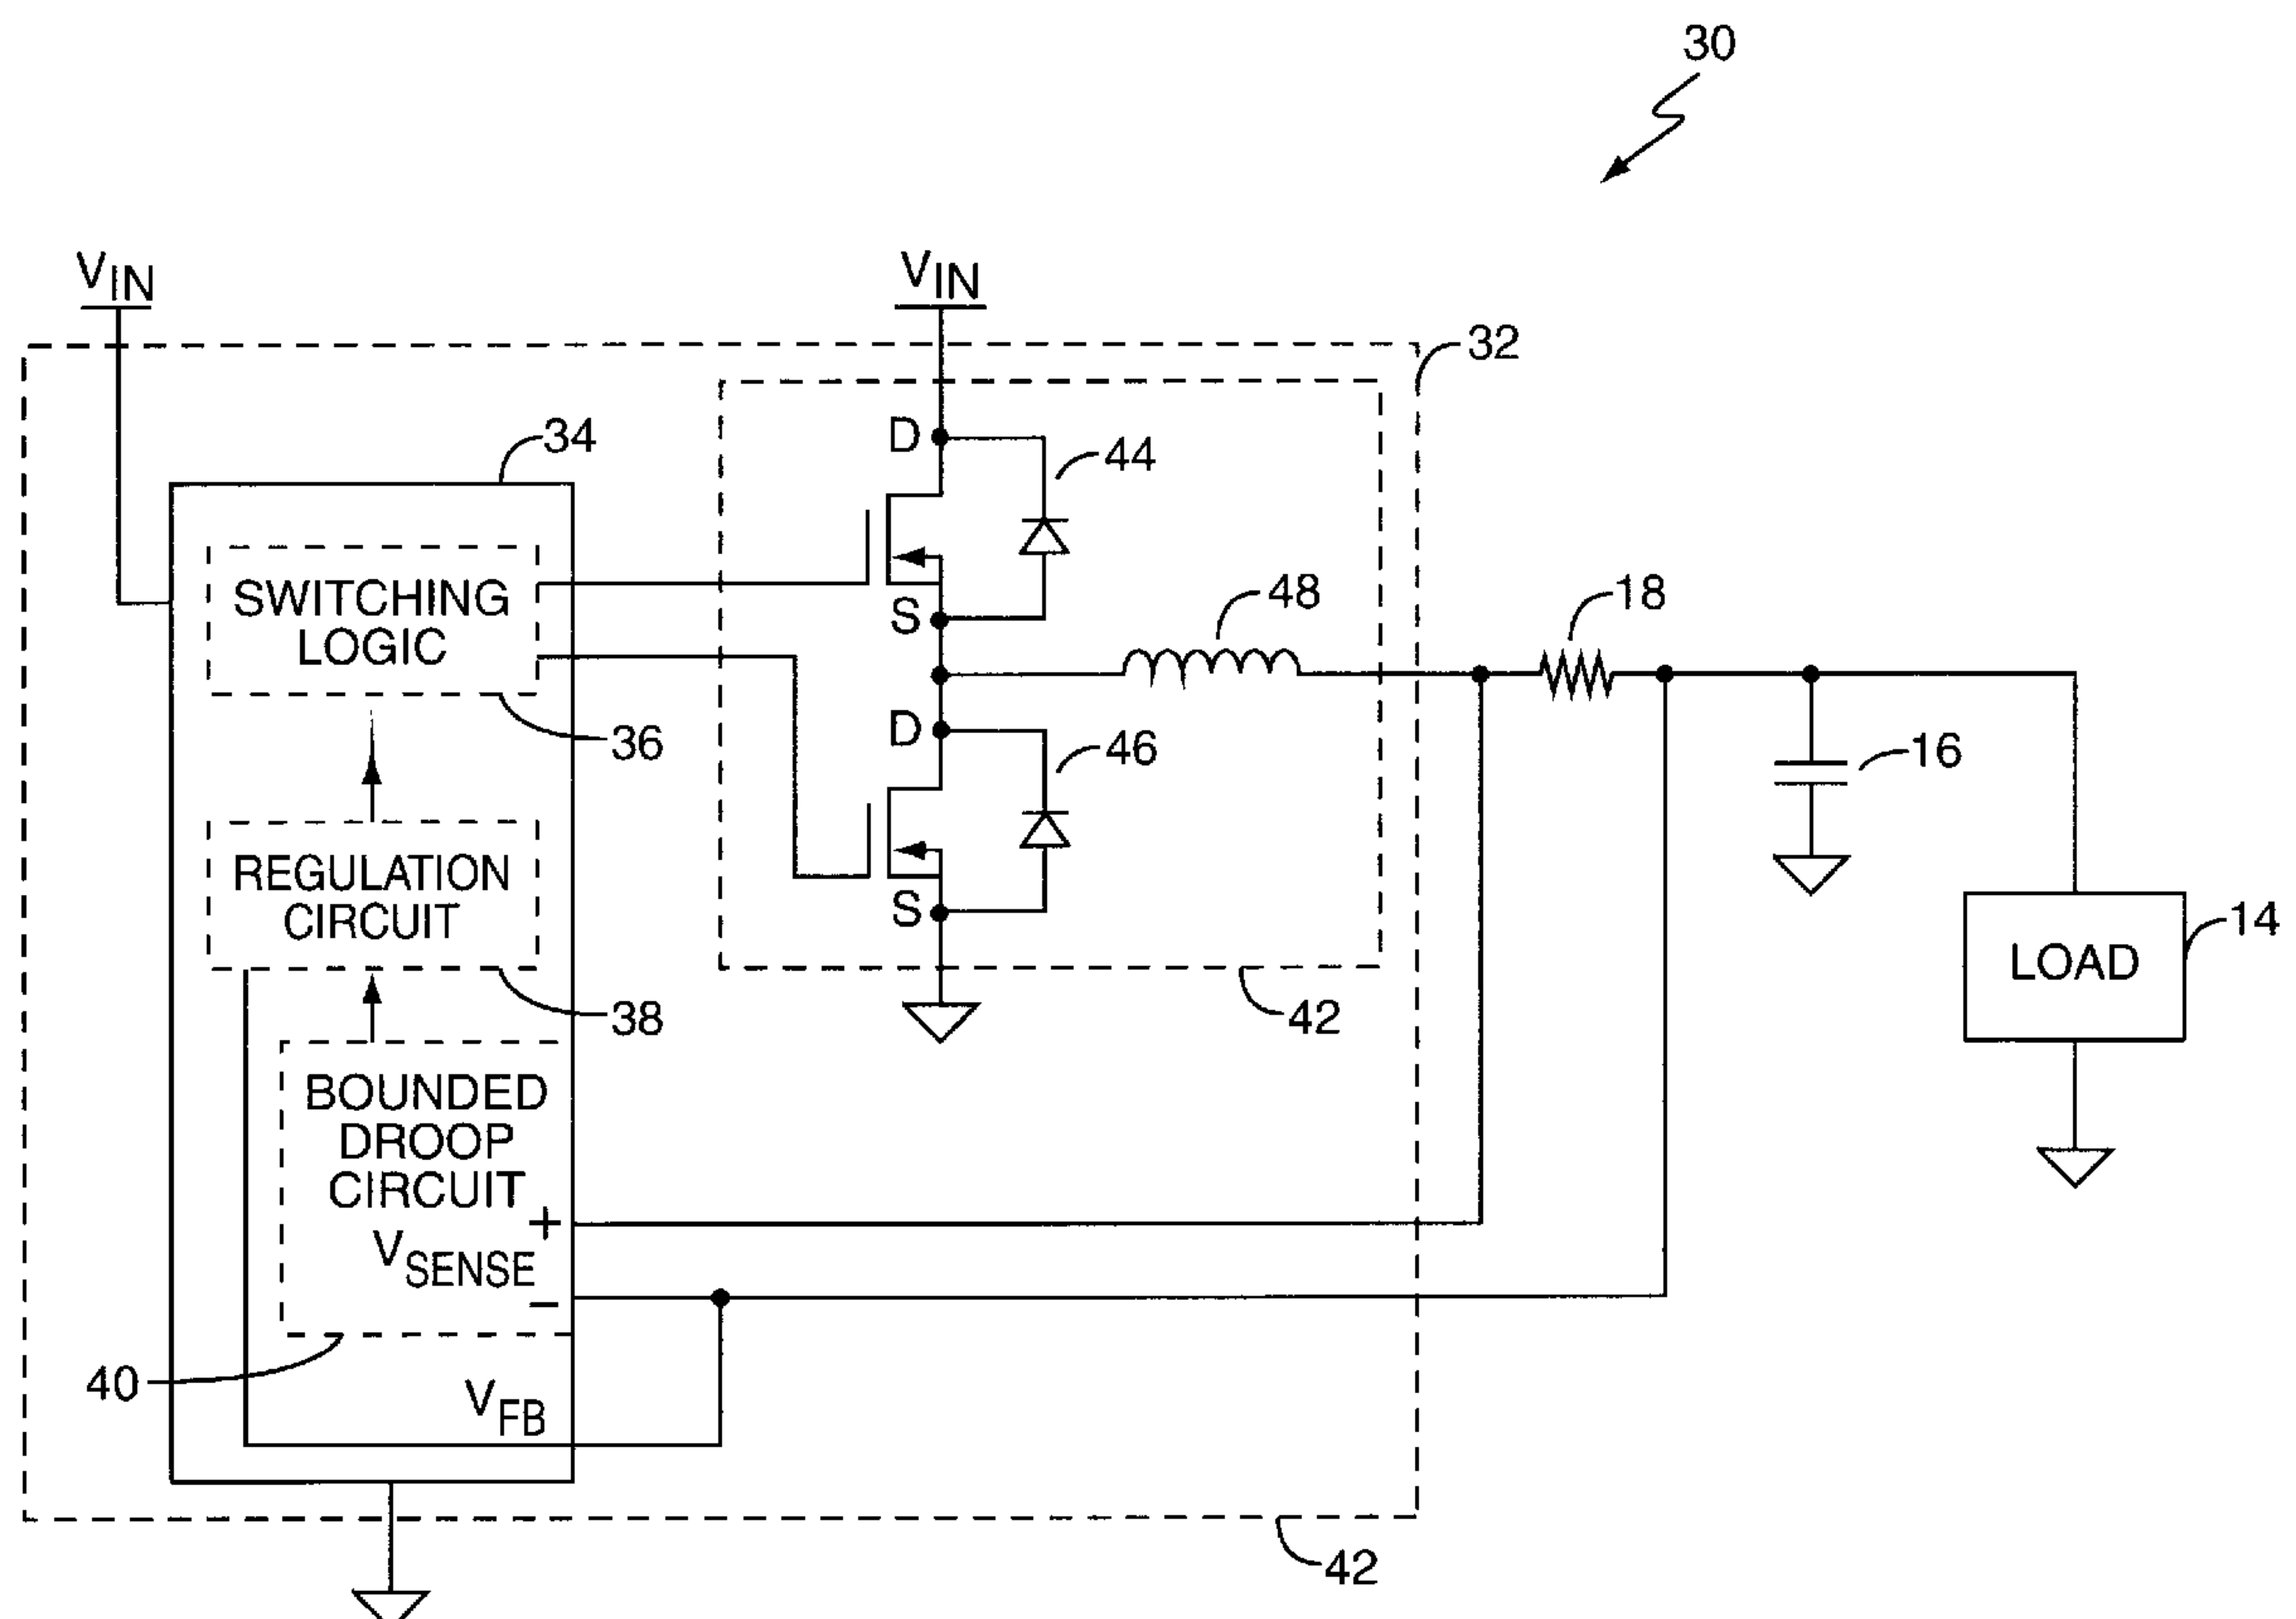 30
VIN
VIN
32
D
44
34
SWITCHING
LOGIC
S
48
18
36
D
46
16
REGULATION
CIRCUIT
S
14
LOAD
38
42
BOUNDED
DROOP
CIRCUIT
+
VSENSE
−
40
VFB
42